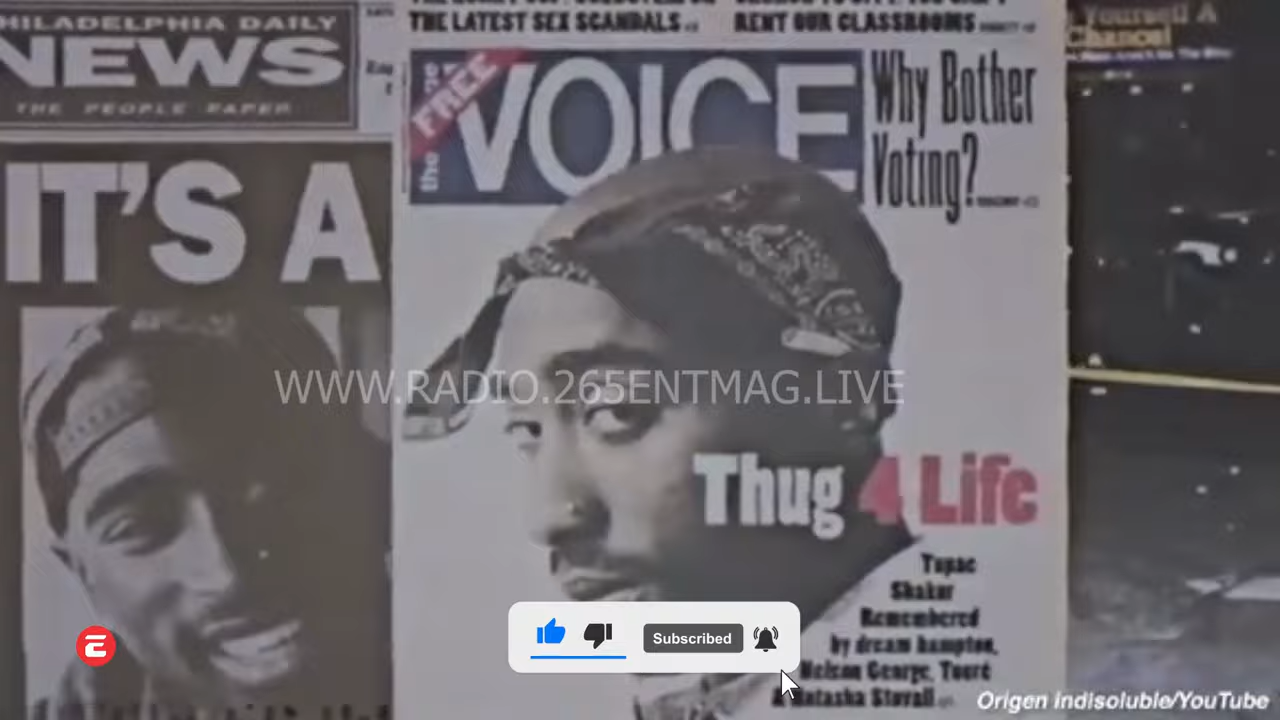 PHILADELPHIA DAILY
NEWS
THE PEOPLE PAPER
IT'S A
THE LATEST SEX SCANDALS
RENT OUR CLASSROOMS
FREE
the
VOICE
Why Bother
Voting?
Yourself A
Chance!
WWW.RADIO.265ENTMAG.LIVE
Thug 4 Life
Tupac
Shakur
Remembered
by dream hampton,
Nelson George, Touré
& Natasha Stovall
Subscribed
Origen indisoluble/YouTube